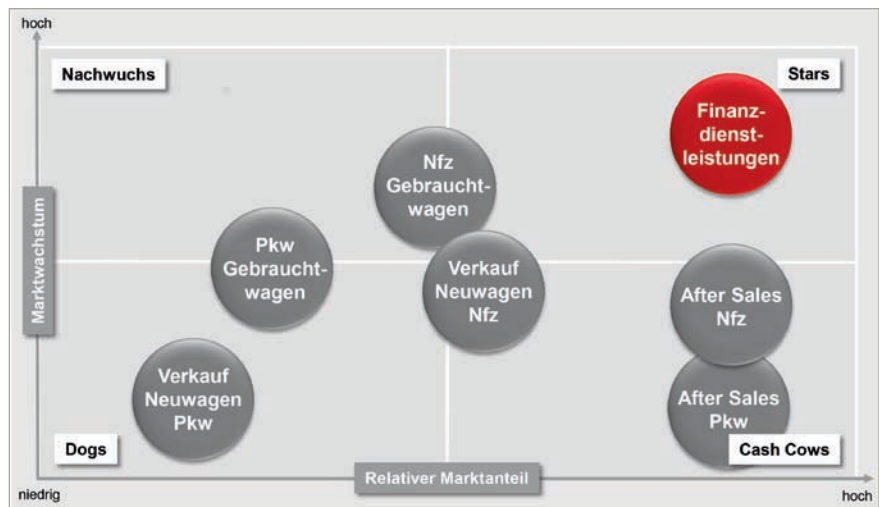 hoch
Nachwuchs
Stars
Finanz-
dienst-
leistungen
Nfz
Gebraucht-
wagen
Pkw
Gebraucht-
wagen
Verkauf
Neuwagen
Nfz
After Sales
Nfz
Marktwachstum
Verkauf
Neuwagen
Pkw
After Sales
Pkw
Dogs
Cash Cows
Relativer Marktanteil
niedrig
hoch